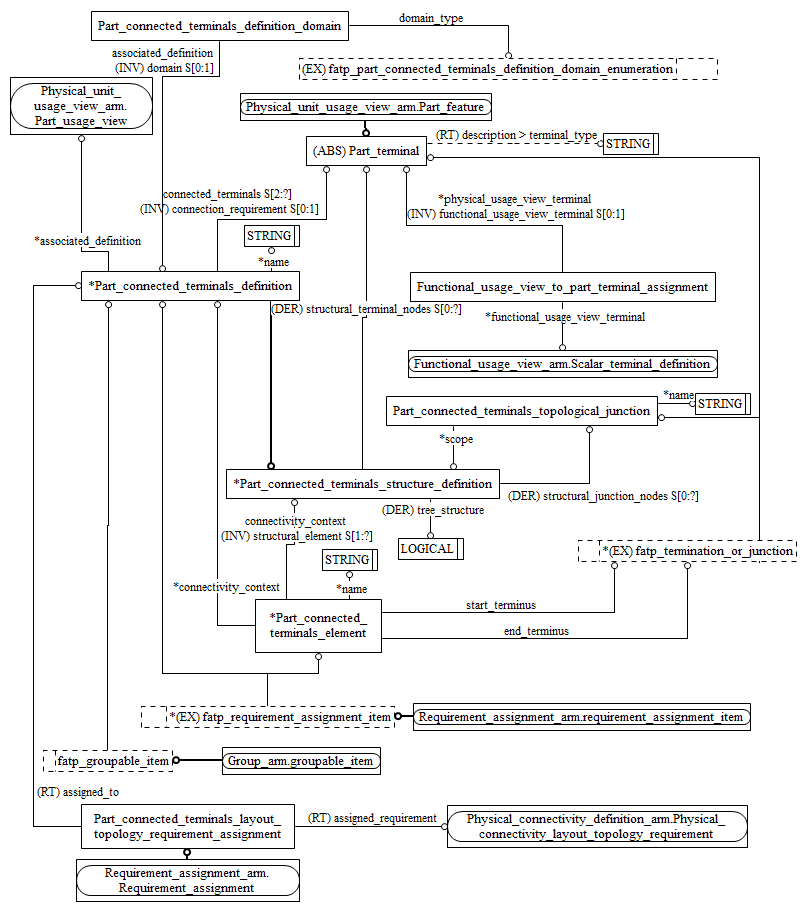 domain_type
Part_connected_terminals_definition_domain
associated_definition
(INV) domain S[0:1]
(EX) fatp_part_connected_terminals_definition_domain_enumeration
Physical_unit_
usage_view_arm.
Part_usage_view
Physical_unit_usage_view_arm.Part_feature
(RT) description > terminal_type
STRING
(ABS) Part_terminal
connected_terminals S[2:?]
(INV) connection_requirement S[0:1]
*physical_usage_view_terminal
(INV) functional_usage_view_terminal S[0:1]
STRING
*associated_definition
*name
*Part_connected_terminals_definition
Functional_usage_view_to_part_terminal_assignment
(DER) structural_terminal_nodes S[0:?]
*functional_usage_view_terminal
Functional_usage_view_arm.Scalar_terminal_definition
*name
STRING
Part_connected_terminals_topological_junction
*scope
*Part_connected_terminals_structure_definition
(DER) structural_junction_nodes S[0:?]
(DER) tree_structure
connectivity_context
(INV) structural_element S[1:?]
LOGICAL
*(EX) fatp_termination_or_junction
STRING
*connectivity_context
*name
start_terminus
*Part_connected_
terminals_element
end_terminus
*(EX) fatp_requirement_assignment_item
Requirement_assignment_arm.requirement_assignment_item
fatp_groupable_item
Group_arm.groupable_item
(RT) assigned_to
Part_connected_terminals_layout_
topology_requirement_assignment
(RT) assigned_requirement
Physical_connectivity_definition_arm.Physical_
connectivity_layout_topology_requirement
Requirement_assignment_arm.
Requirement_assignment